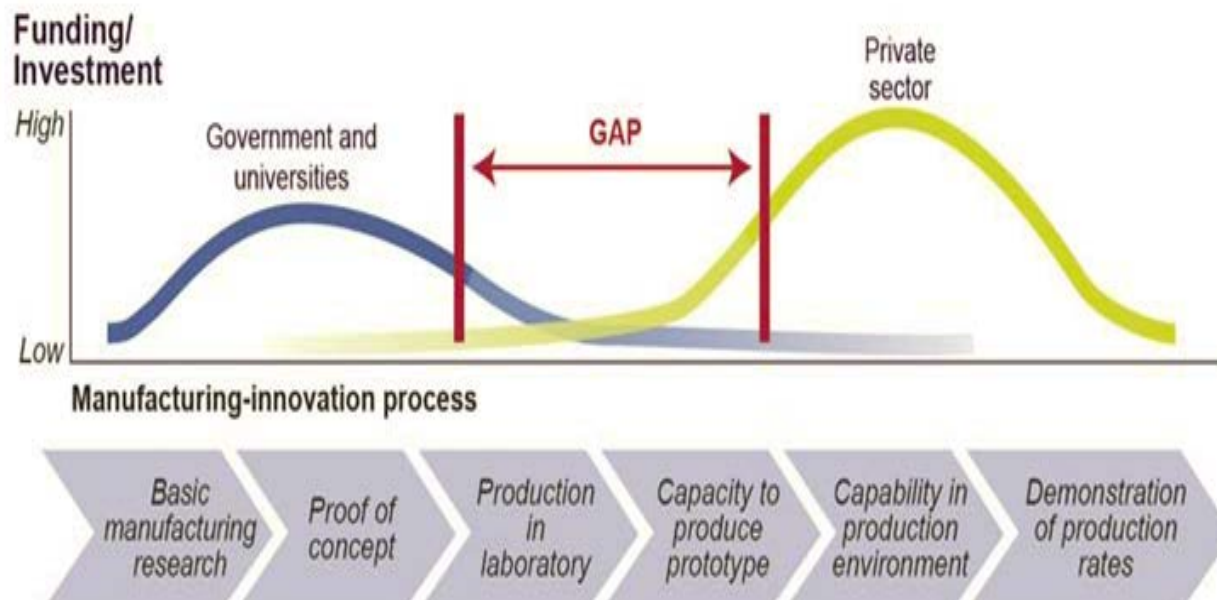 Funding/
Investment
High
Low
Government and
universities
GAP
Private
sector
Manufacturing-innovation process
Basic
manufacturing
research
Proof of
concept
Production
in
laboratory
Capacity to
produce
prototype
Capability in
production
environment
Demonstration
of production
rates